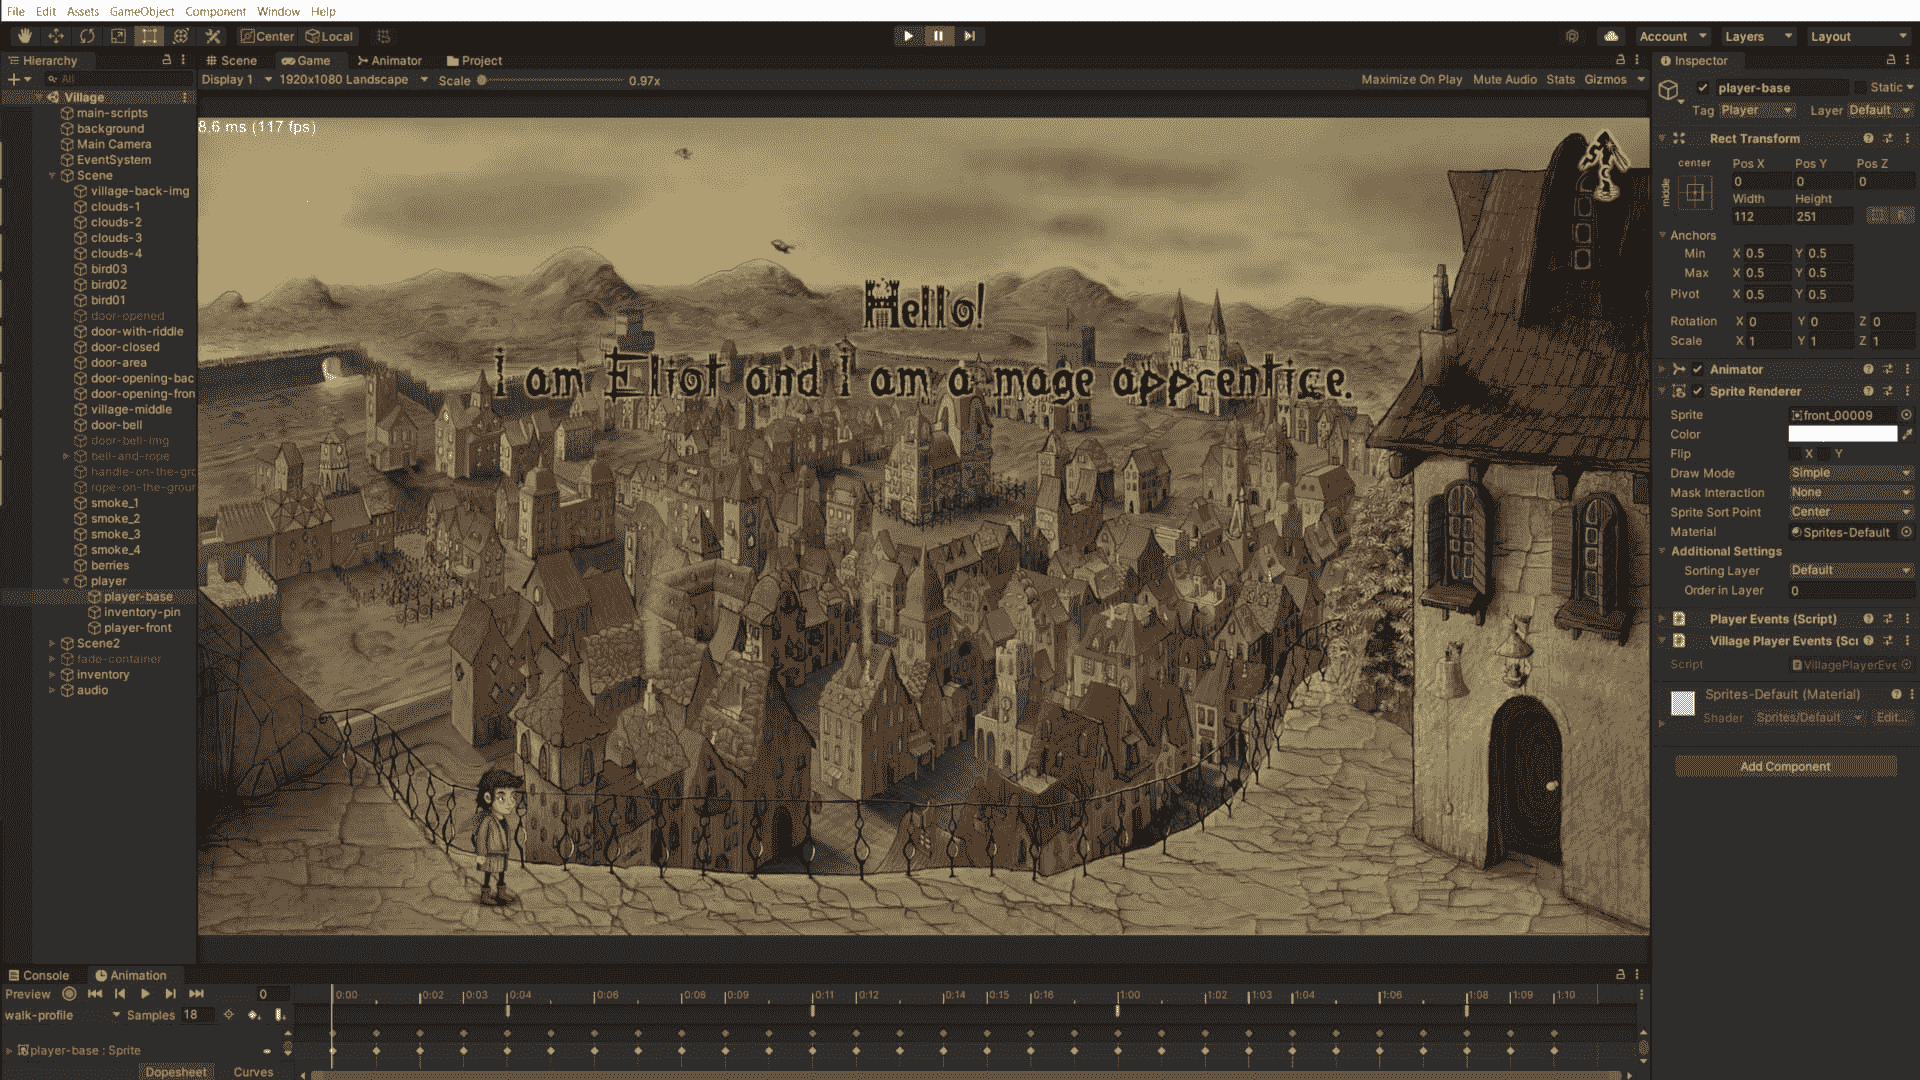 File Edit Assets GameObject Component Window Help
Center Local
Account Layers Layout
Hierarchy
Scene Game Animator Project
Inspector
All
Display 1 1920x1080 Landscape Scale 0.97x Maximize On Play Mute Audio Stats Gizmos
Village
main-scripts
background
Main Camera
EventSystem
Scene
village-back-img
clouds-1
clouds-2
clouds-3
clouds-4
bird03
bird02
bird01
door-opened
door-with-riddle
door-closed
door-area
door-opening-bac
door-opening-fron
village-middle
door-bell
door-bell-img
bell-and-rope
handle-on-the-grc
rope-on-the-grour
smoke_1
smoke_2
smoke_3
smoke_4
berries
player
player-base
inventory-pin
player-front
Scene2
fade-container
inventory
audio
8.6 ms (117 fps)
Hello!
I am Eliot and I am a mage apprentice.
player-base Static
Tag Player Layer Default
Rect Transform
center Pos X Pos Y Pos Z
middle 0 0 0
Width Height
112 251 R
Anchors
Min X 0.5 Y 0.5
Max X 0.5 Y 0.5
Pivot X 0.5 Y 0.5
Rotation X 0 Y 0 Z 0
Scale X 1 Y 1 Z 1
Animator
Sprite Renderer
Sprite front_00009
Color
Flip X Y
Draw Mode Simple
Mask Interaction None
Sprite Sort Point Center
Material Sprites-Default
Additional Settings
Sorting Layer Default
Order in Layer 0
Player Events (Script)
Village Player Events (Scr
Script VillagePlayerEve
Sprites-Default (Material)
Shader Sprites/Default Edit...
Add Component
Console Animation
Preview 0 0:00 0:02 0:03 0:04 0:06 0:08 0:09 0:11 0:12 0:14 0:15 0:16 1:00 1:02 1:03 1:04 1:06 1:08 1:09 1:10
walk-profile Samples 18
player-base : Sprite
Dopesheet Curves